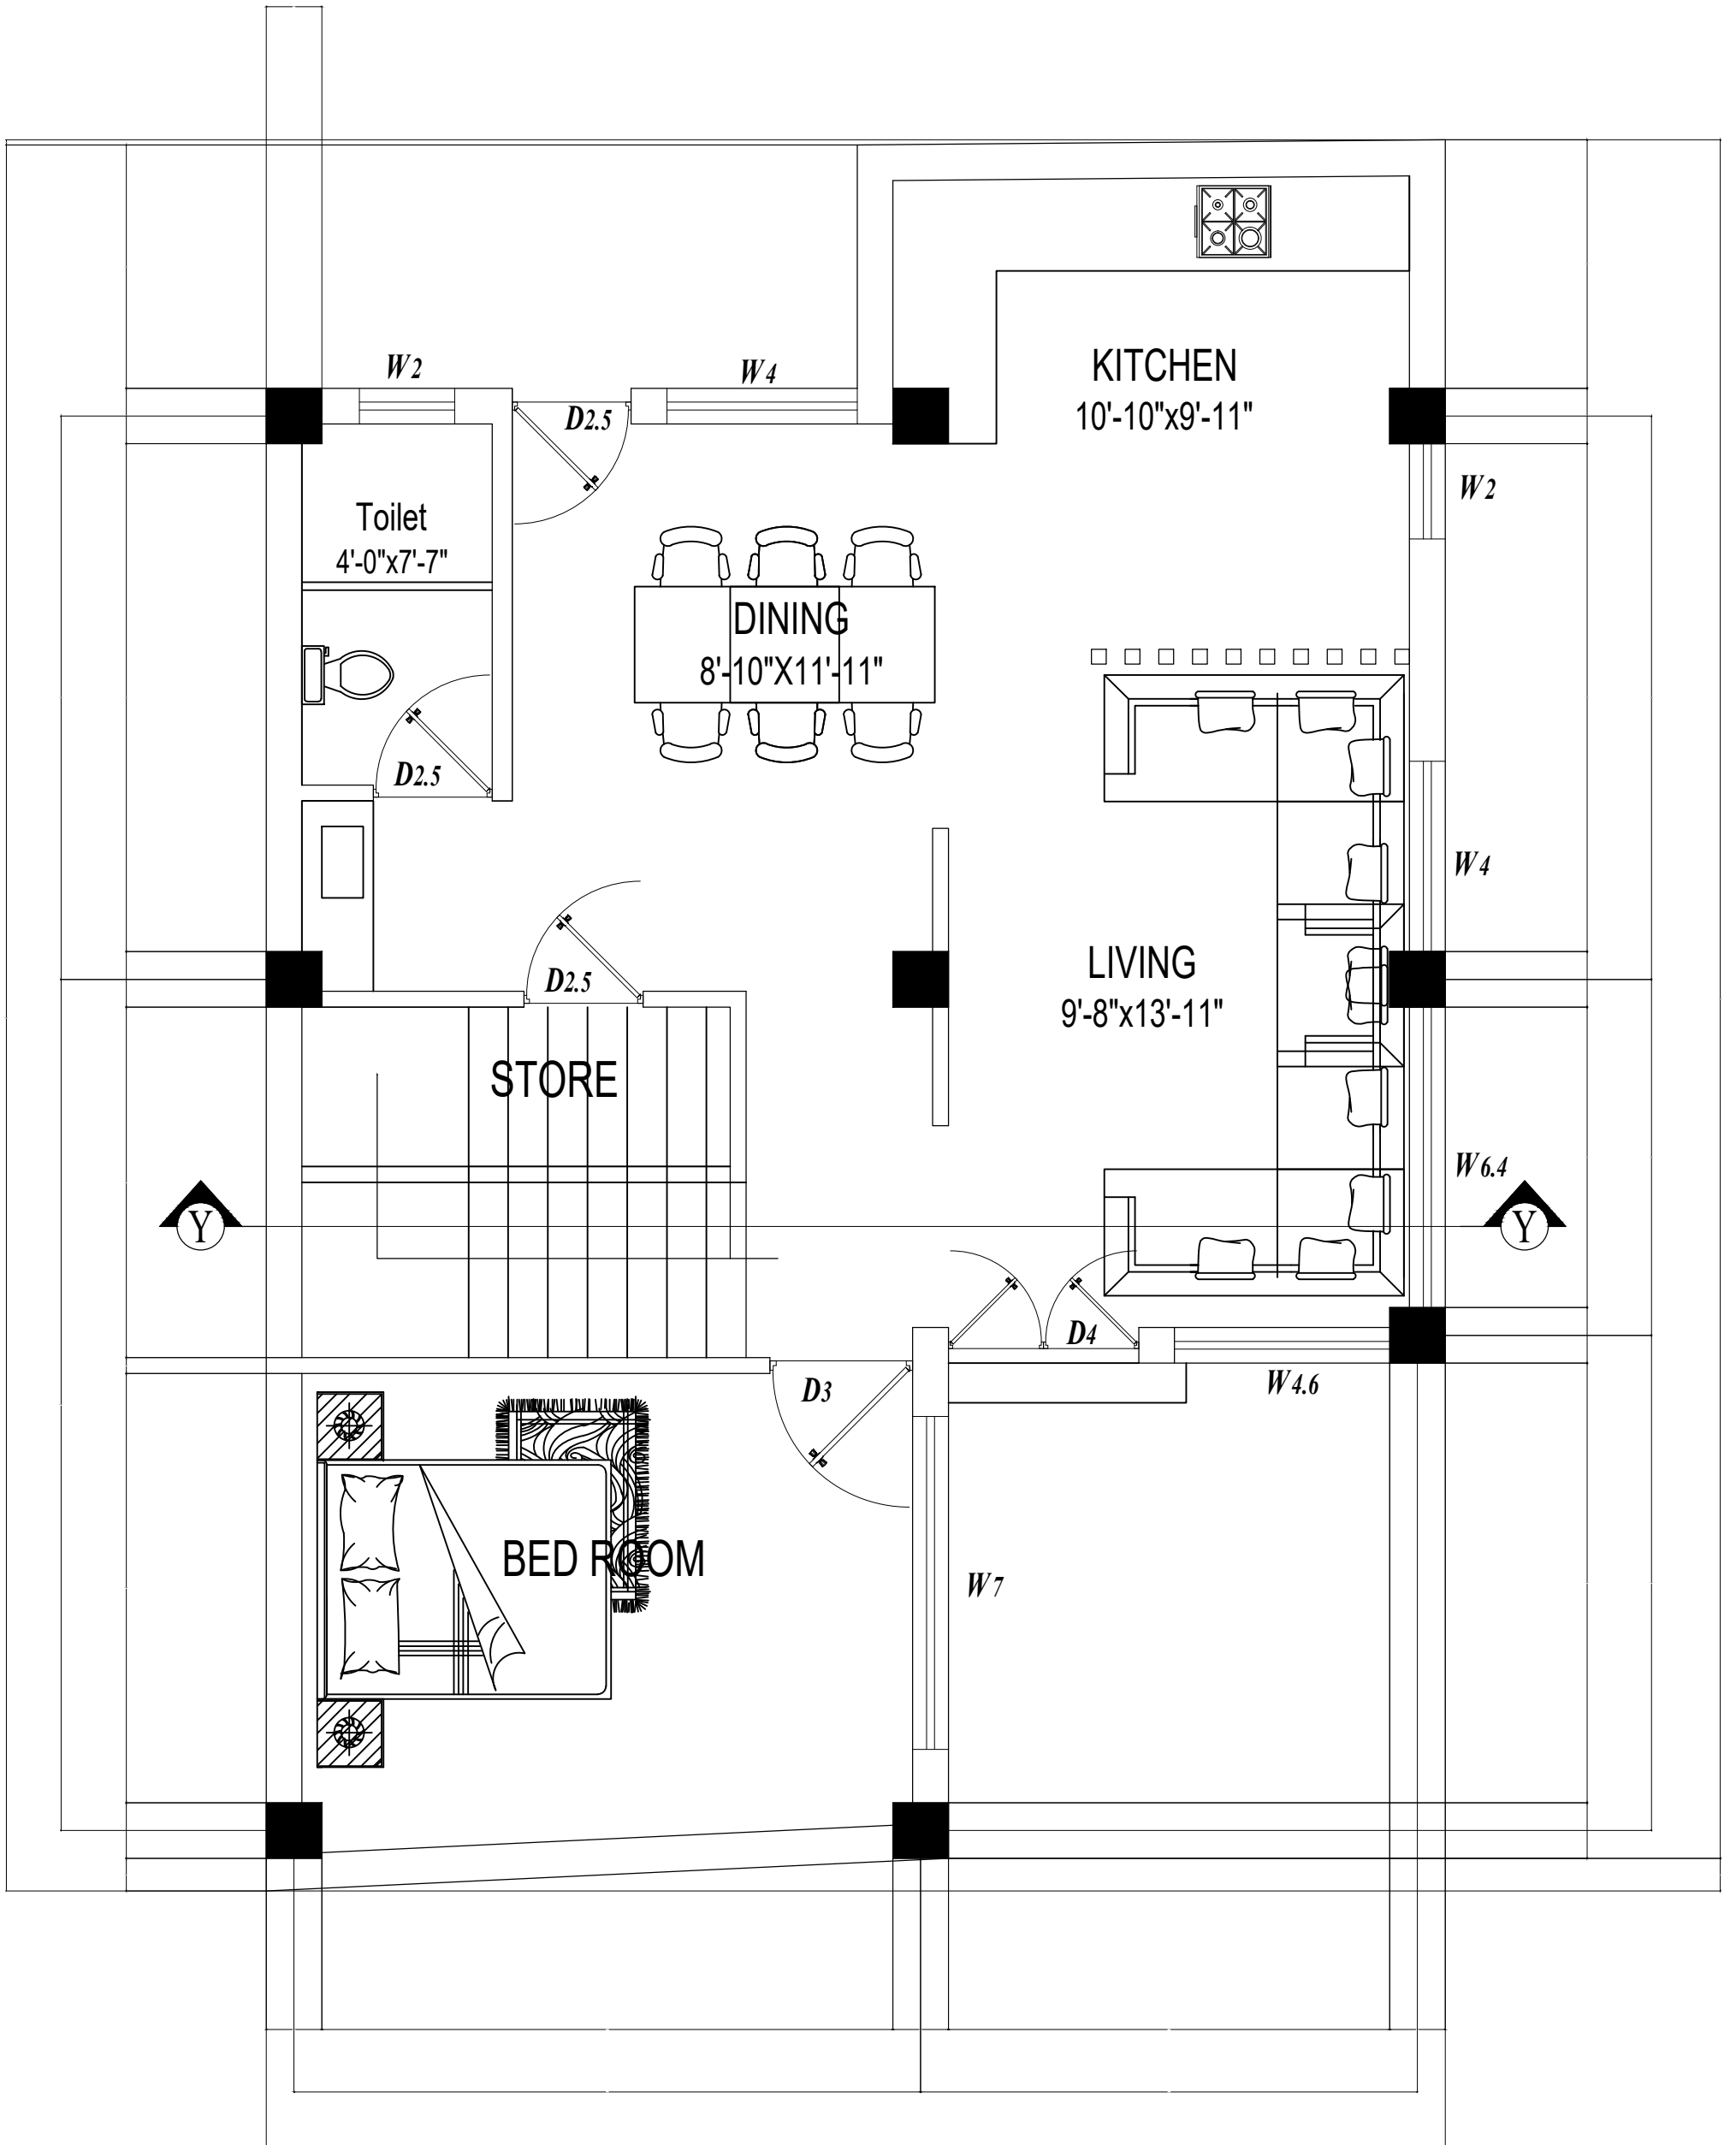 W2
W4
D2.5
KITCHEN
10'-10"x9'-11"
W2
Toilet
4'-0"x7'-7"
DINING
8'-10"X11'-11"
D2.5
W4
D2.5
LIVING
9'-8"x13'-11"
STORE
W6.4
Y
Y
D4
D3
W4.6
BED ROOM
W7